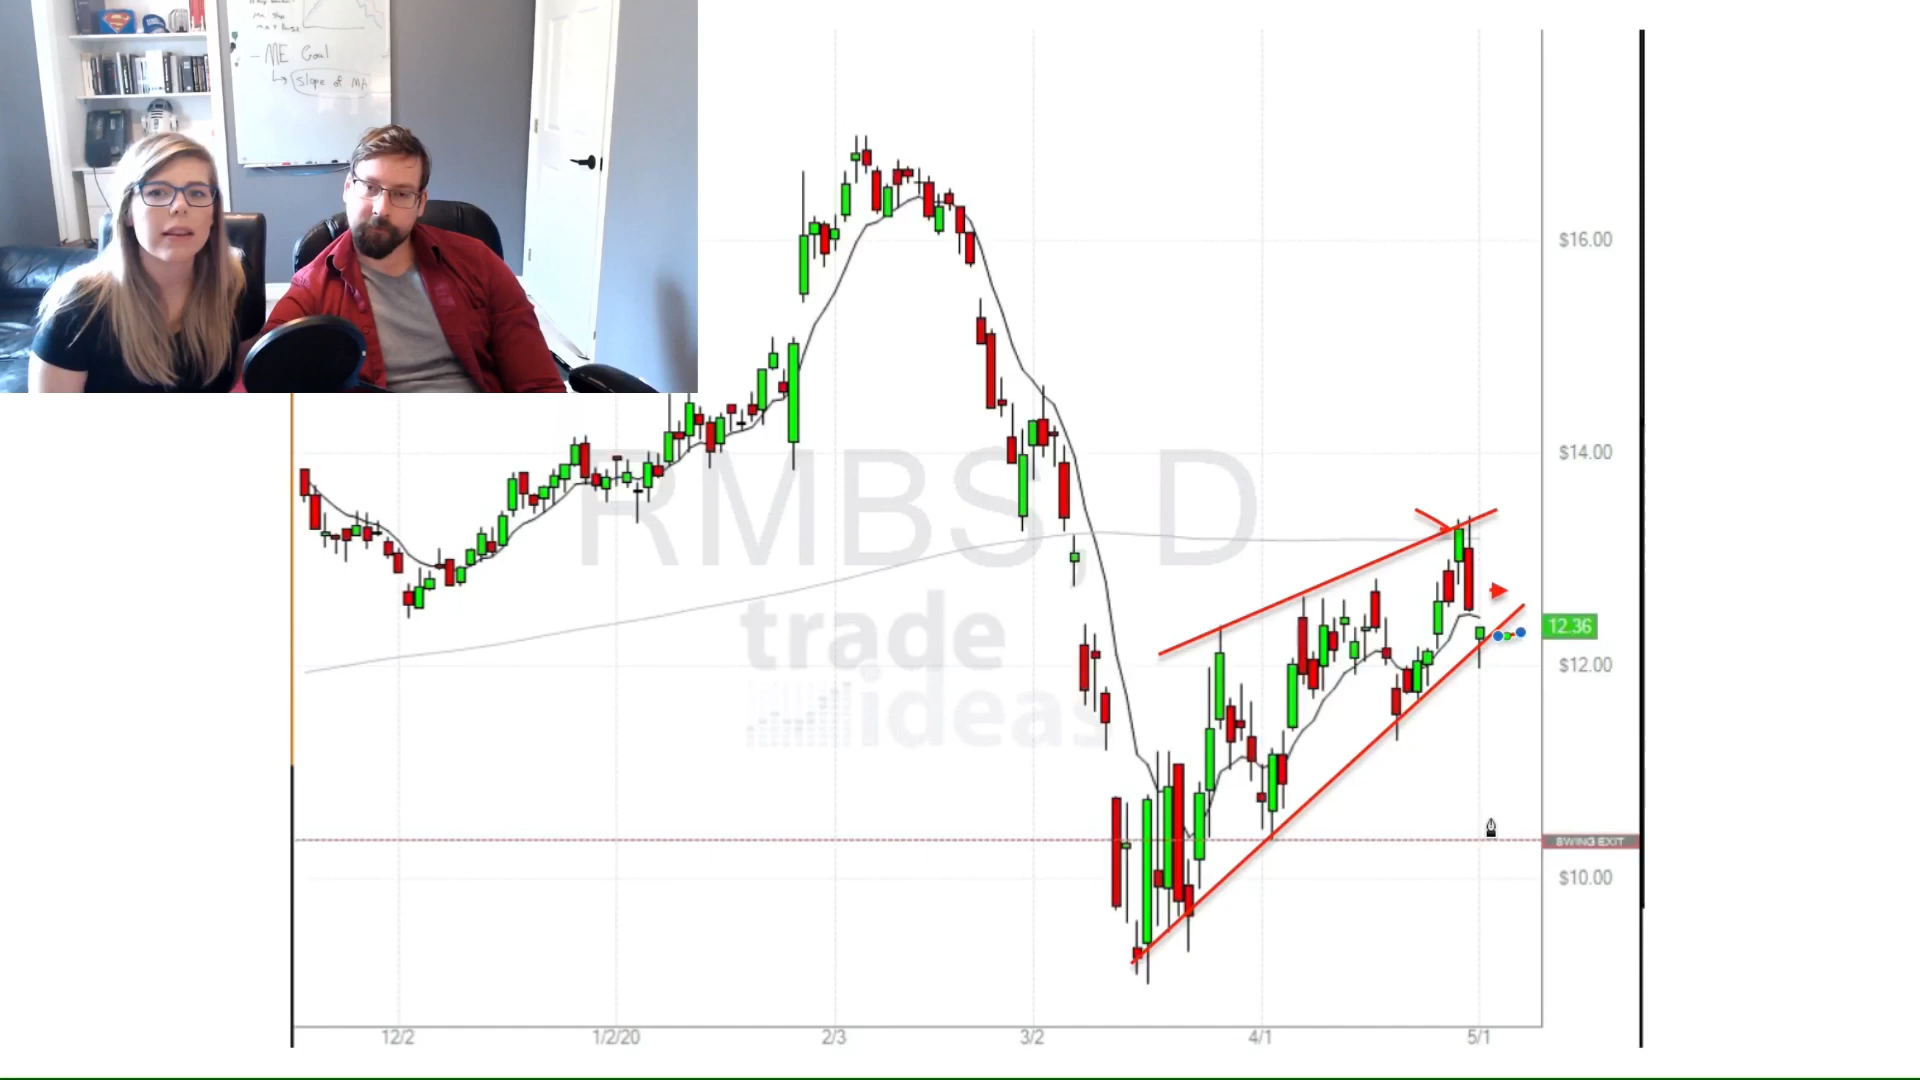 - ME Goal
↳ slope of MA
RMBS, D
trade
ideas
$16.00
$14.00
12.36
$12.00
SWING EXIT
$10.00
12/2 1/2/20 2/3 3/2 4/1 5/1